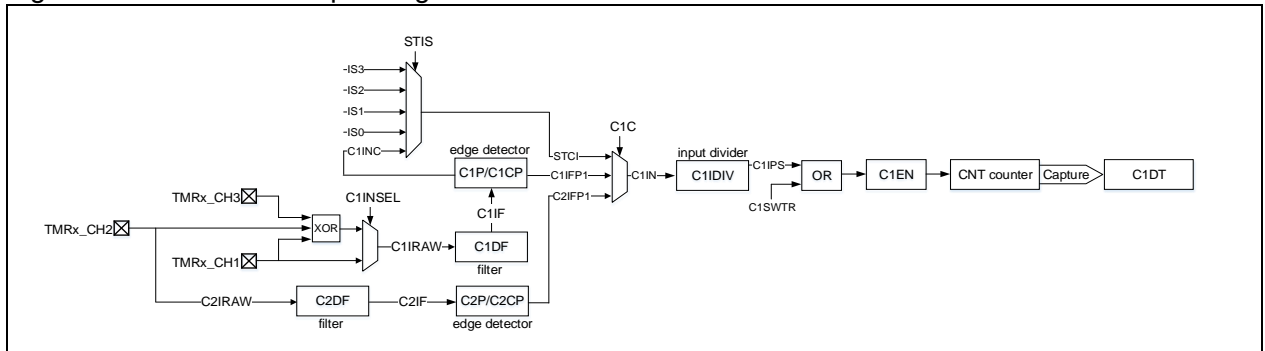 STIS
-IS3
-IS2
-IS1
-IS0
C1INC
edge detector
C1P/C1CP
C1IF
C1DF
filter
TMRx_CH3
TMRx_CH2
TMRx_CH1
XOR
C1INSEL
C1IRAW
C2IRAW
C2DF
filter
C2IF
C2P/C2CP
edge detector
STCI
C1IFP1
C2IFP1
C1C
C1IN
input divider
C1IDIV
C1IPS
C1SWTR
OR
C1EN
CNT counter
Capture
C1DT